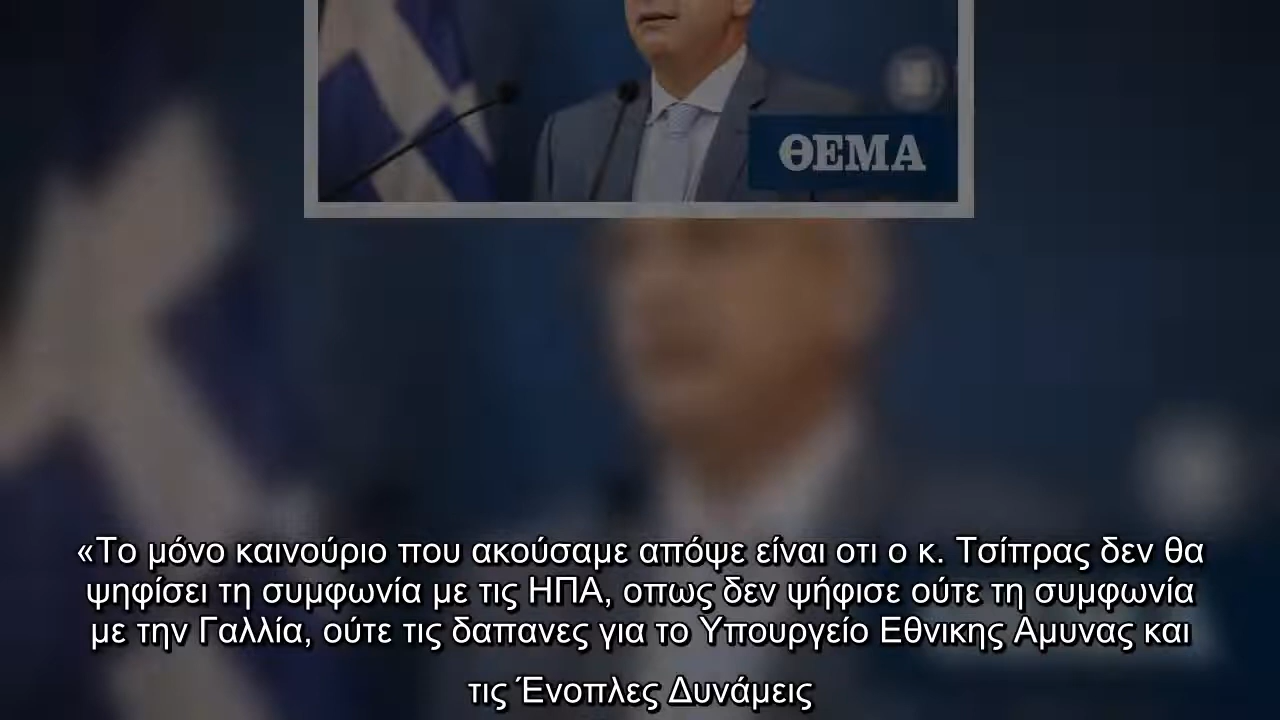 ΘΕΜΑ
«Το μόνο καινούριο που ακούσαμε απόψε είναι οτι ο κ. Τσίπρας δεν θα
ψηφίσει τη συμφωνία με τις ΗΠΑ, οπως δεν ψήφισε ούτε τη συμφωνία
με την Γαλλία, ούτε τις δαπανες για το Υπουργείο Εθνικης Αμυνας και
τις Ένοπλες Δυνάμεις